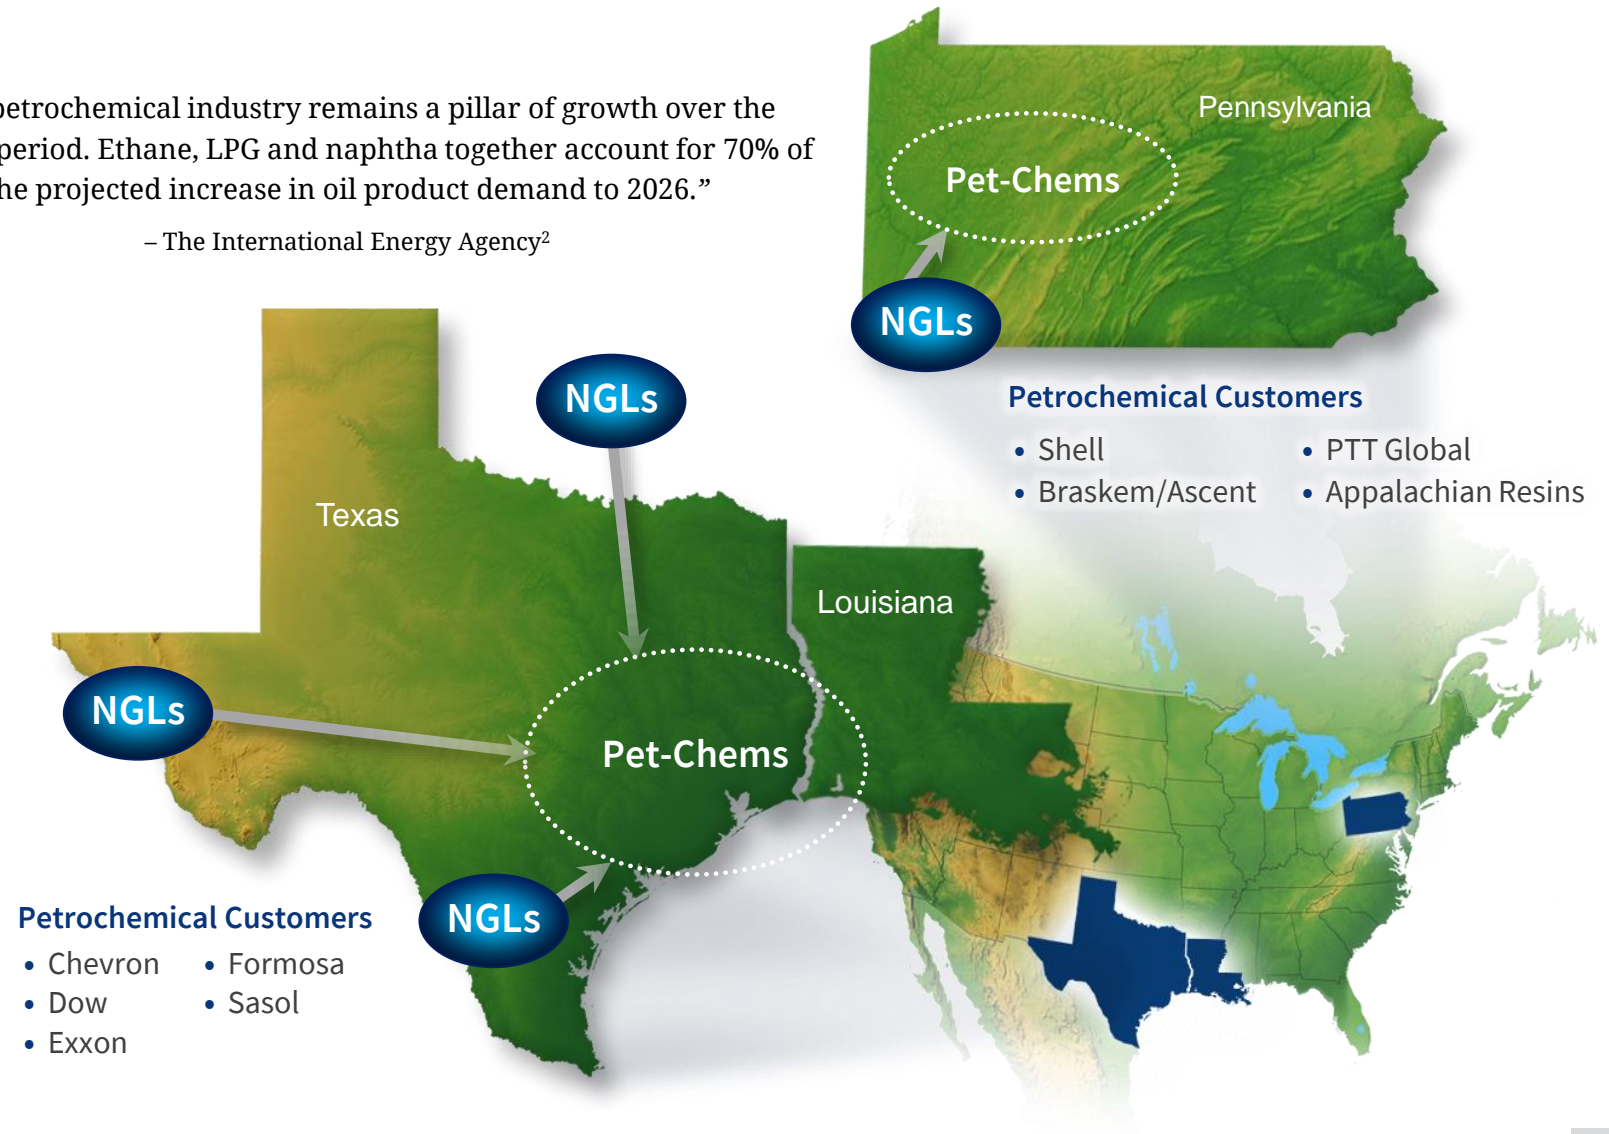 petrochemical industry remains a pillar of growth over the
period. Ethane, LPG and naphtha together account for 70% of
the projected increase in oil product demand to 2026.”
– The International Energy Agency2
Pennsylvania
Pet-Chems
NGLs
Petrochemical Customers
• Shell
• Braskem/Ascent
• PTT Global
• Appalachian Resins
NGLs
Texas
Louisiana
NGLs
Pet-Chems
NGLs
Petrochemical Customers
• Chevron
• Dow
• Exxon
• Formosa
• Sasol